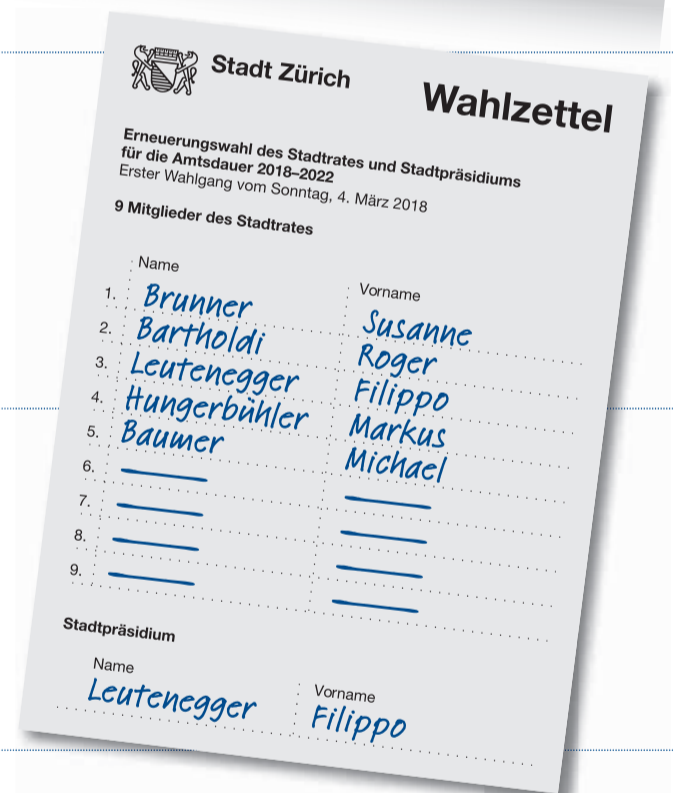 Stadt Zürich
Wahlzettel
Erneuerungswahl des Stadtrates und Stadtpräsidiums
für die Amtsdauer 2018–2022
Erster Wahlgang vom Sonntag, 4. März 2018
9 Mitglieder des Stadtrates
Name Vorname
1. Brunner Susanne
2. Bartholdi Roger
3. Leutenegger Filippo
4. Hungerbühler Markus
5. Baumer Michael
6.
7.
8.
9.
Stadtpräsidium
Name Vorname
Leutenegger Filippo